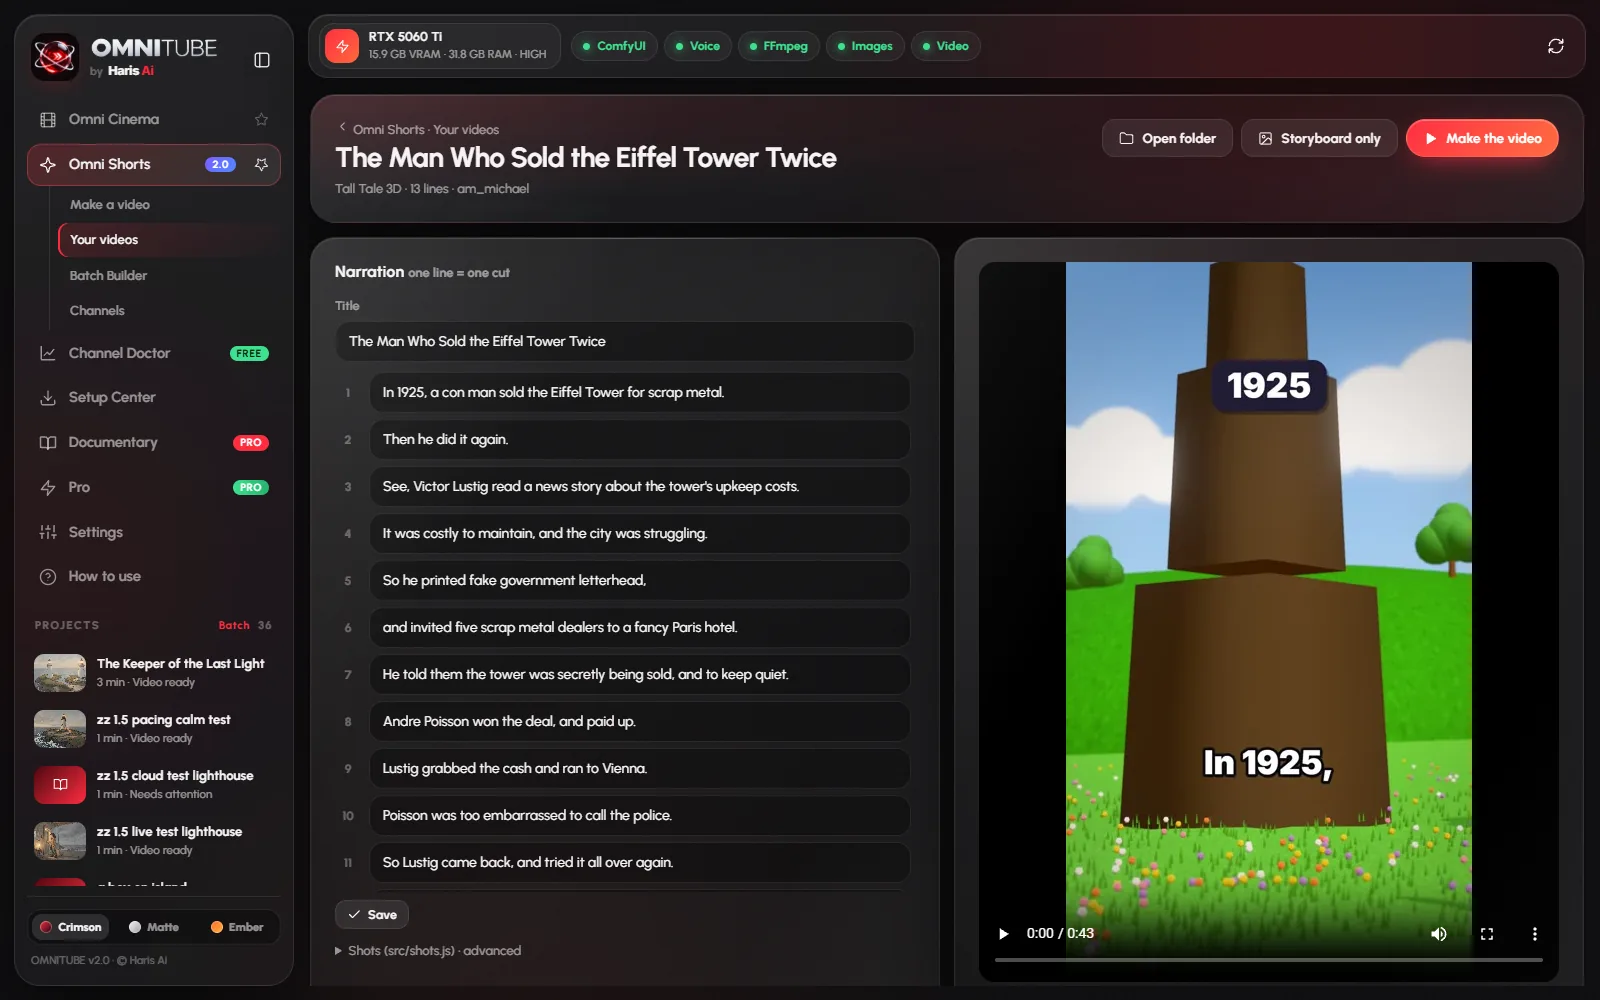 OMNITUBE
by Haris Ai
Omni Cinema
Omni Shorts 2.0
Make a video
Your videos
Batch Builder
Channels
Channel Doctor FREE
Setup Center
Documentary PRO
Pro PRO
Settings
How to use
PROJECTS Batch 36
The Keeper of the Last Light
3 min · Video ready
zz 1.5 pacing calm test
1 min · Video ready
zz 1.5 cloud test lighthouse
1 min · Needs attention
zz 1.5 live test lighthouse
1 min · Video ready
Crimson Matte Ember
OMNITUBE v2.0 · © Haris Ai
RTX 5060 Ti
15.9 GB VRAM · 31.8 GB RAM · HIGH
ComfyUI Voice FFmpeg Images Video
Omni Shorts · Your videos
The Man Who Sold the Eiffel Tower Twice
Tall Tale 3D · 13 lines · am_michael
Open folder Storyboard only Make the video
Narration one line = one cut
Title
The Man Who Sold the Eiffel Tower Twice
1 In 1925, a con man sold the Eiffel Tower for scrap metal.
2 Then he did it again.
3 See, Victor Lustig read a news story about the tower's upkeep costs.
4 It was costly to maintain, and the city was struggling.
5 So he printed fake government letterhead,
6 and invited five scrap metal dealers to a fancy Paris hotel.
7 He told them the tower was secretly being sold, and to keep quiet.
8 Andre Poisson won the deal, and paid up.
9 Lustig grabbed the cash and ran to Vienna.
10 Poisson was too embarrassed to call the police.
11 So Lustig came back, and tried it all over again.
Save
Shots (src/shots.js) · advanced
1925
In 1925,
0:00 / 0:43